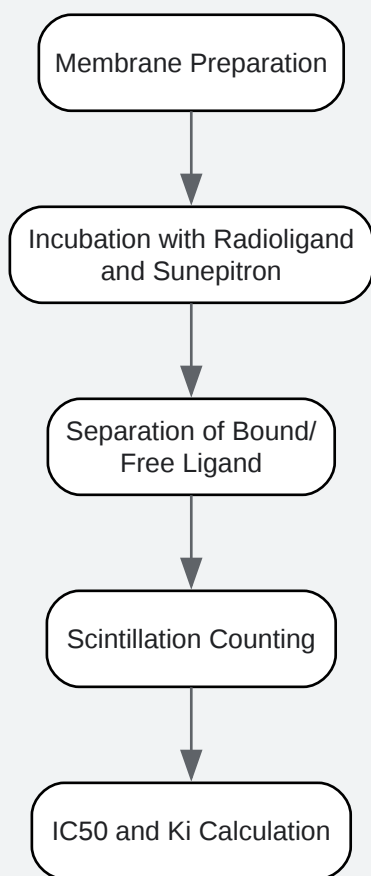 Membrane Preparation
Incubation with Radioligand
and Sunepitron
Separation of Bound/
Free Ligand
Scintillation Counting
IC50 and Ki Calculation